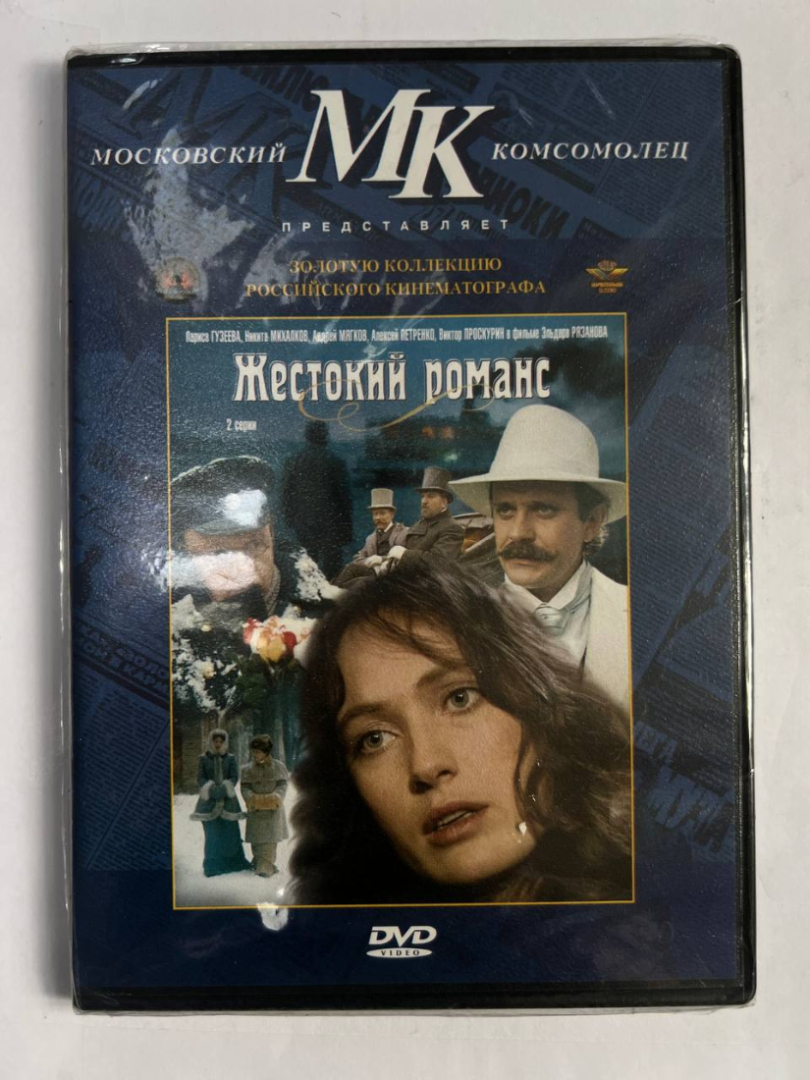 МК
МОСКОВСКИЙ КОМСОМОЛЕЦ
ПРЕДСТАВЛЯЕТ
ЗОЛОТУЮ КОЛЛЕКЦИЮ
РОССИЙСКОГО КИНЕМАТОГРАФА
Лариса ГУЗЕЕВА, Никита МИХАЛКОВ, Андрей МЯГКОВ, Алексей ПЕТРЕНКО, Виктор ПРОСКУРИН в фильме Эльдара РЯЗАНОВА
ЖЕСТОКИЙ РОМАНС
2 серии
DVD
VIDEO